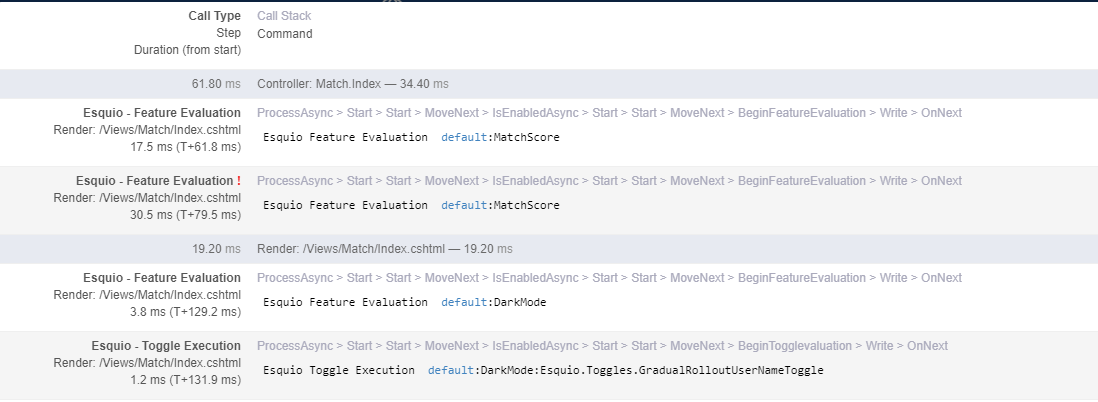 Call Type Call Stack
Step Command
Duration (from start)
61.80 ms Controller: Match.Index — 34.40 ms
Esquio - Feature Evaluation ProcessAsync > Start > Start > MoveNext > IsEnabledAsync > Start > Start > MoveNext > BeginFeatureEvaluation > Write > OnNext
Render: /Views/Match/Index.cshtml Esquio Feature Evaluation default:MatchScore
17.5 ms (T+61.8 ms)
Esquio - Feature Evaluation ! ProcessAsync > Start > Start > MoveNext > IsEnabledAsync > Start > Start > MoveNext > BeginFeatureEvaluation > Write > OnNext
Render: /Views/Match/Index.cshtml Esquio Feature Evaluation default:MatchScore
30.5 ms (T+79.5 ms)
19.20 ms Render: /Views/Match/Index.cshtml — 19.20 ms
Esquio - Feature Evaluation ProcessAsync > Start > Start > MoveNext > IsEnabledAsync > Start > Start > MoveNext > BeginFeatureEvaluation > Write > OnNext
Render: /Views/Match/Index.cshtml Esquio Feature Evaluation default:DarkMode
3.8 ms (T+129.2 ms)
Esquio - Toggle Execution ProcessAsync > Start > Start > MoveNext > IsEnabledAsync > Start > Start > MoveNext > BeginTogglevaluation > Write > OnNext
Render: /Views/Match/Index.cshtml Esquio Toggle Execution default:DarkMode:Esquio.Toggles.GradualRolloutUserNameToggle
1.2 ms (T+131.9 ms)